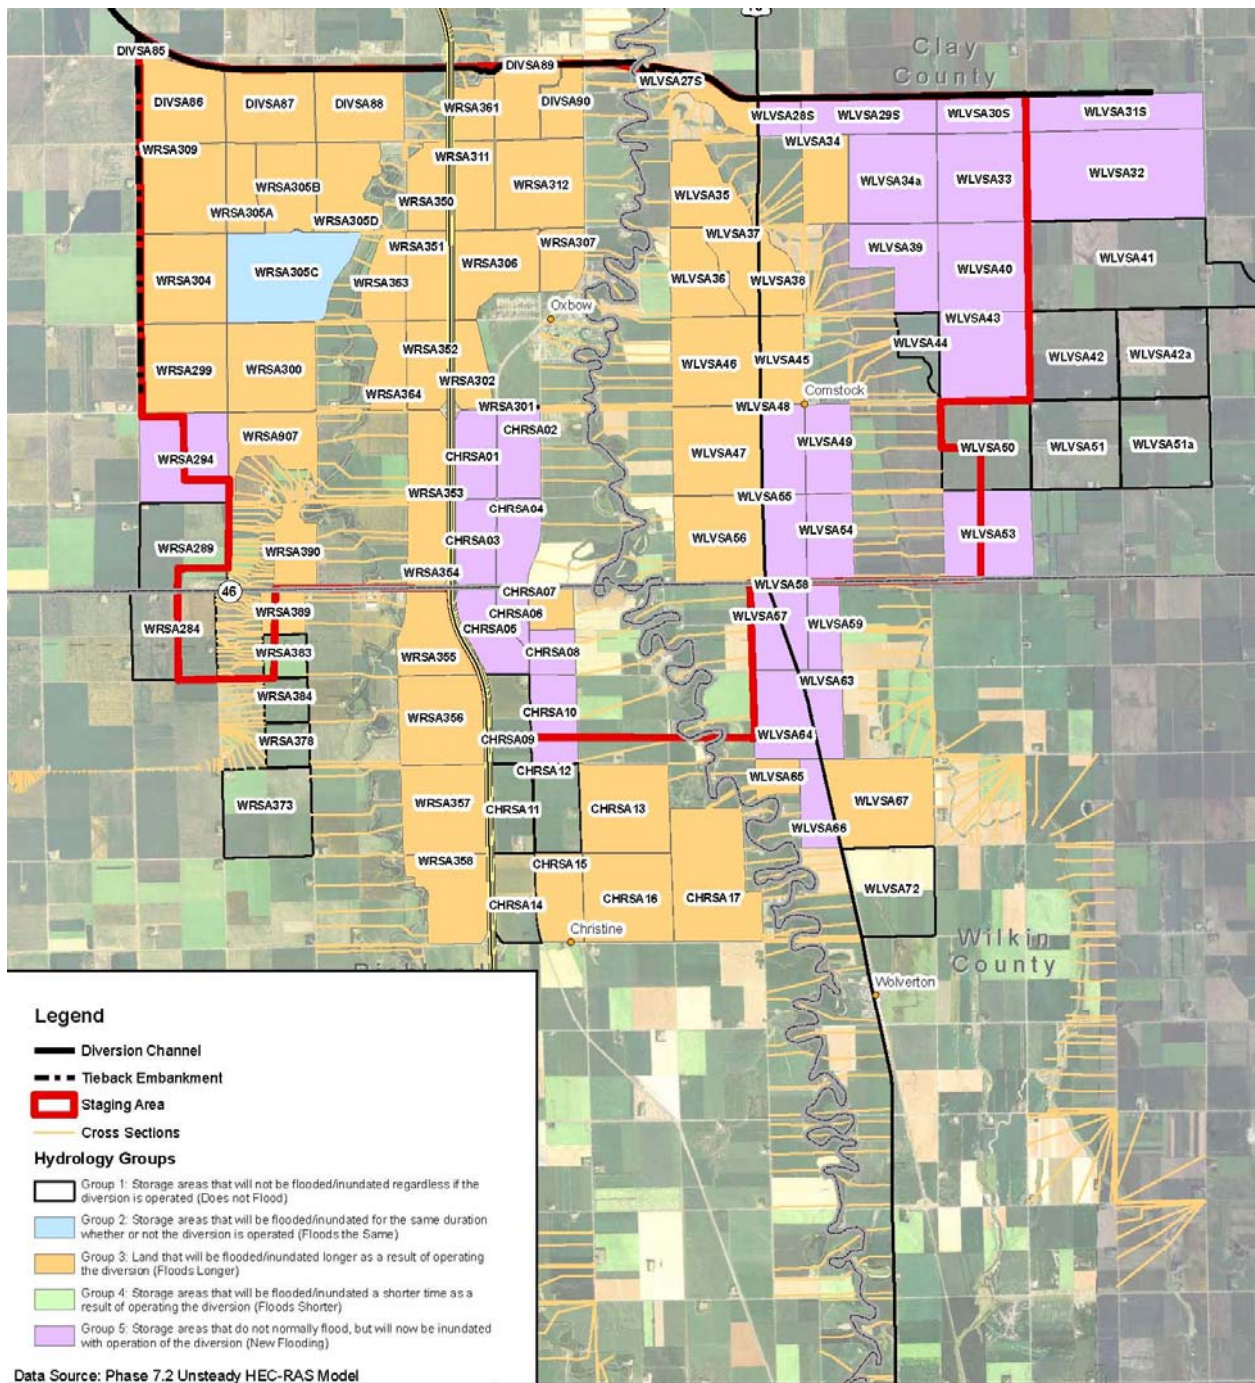 Clay
County
DIVSA85
DIVSA89
WLVSA27S
DIVSA86
DIVSA87
DIVSA88
WRSA361
DIVSA90
WLVSA28S
WLVSA29S
WLVSA30S
WLVSA31S
WRSA309
WRSA311
WLVSA34
WRSA305B
WRSA312
WLVSA34a
WLVSA33
WLVSA32
WRSA305A
WRSA305D
WRSA350
WLVSA35
WRSA351
WRSA307
WLVSA37
WLVSA39
WRSA304
WRSA305C
WRSA363
WRSA306
WLVSA36
WLVSA38
WLVSA40
WLVSA41
Oxbow
WLVSA43
WRSA352
WLVSA44
WRSA299
WRSA300
WLVSA46
WLVSA45
WLVSA42
WLVSA42a
WRSA364
WRSA302
Comstock
WRSA301
WLVSA48
WRSA907
CHRSA02
WLVSA49
WLVSA50
WLVSA51
WLVSA51a
WRSA294
CHRSA01
WLVSA47
WRSA353
WLVSA55
CHRSA04
WRSA289
WRSA390
CHRSA03
WLVSA56
WLVSA54
WLVSA53
WRSA354
WLVSA58
46
CHRSA07
WRSA389
CHRSA06
WLVSA57
WRSA284
CHRSA05
WLVSA59
WRSA383
WRSA355
CHRSA08
WLVSA63
WRSA384
WRSA356
CHRSA10
WRSA378
CHRSA09
WLVSA64
CHRSA12
WRSA373
WLVSA65
WRSA357
CHRSA11
CHRSA13
WLVSA67
WLVSA66
WRSA358
CHRSA15
CHRSA14
CHRSA16
CHRSA17
WLVSA72
Christine
Wilkin
County
Wolverton
Legend
Diversion Channel
Tieback Embankment
Staging Area
Cross Sections
Hydrology Groups
Group 1: Storage areas that will not be flooded/inundated regardless if the
diversion is operated (Does not Flood)
Group 2: Storage areas that will be flooded/inundated for the same duration
whether or not the diversion is operated (Floods the Same)
Group 3: Land that will be flooded/inundated longer as a result of operating
the diversion (Floods Longer)
Group 4: Storage areas that will be flooded/inundated a shorter time as a
result of operating the diversion (Floods Shorter)
Group 5: Storage areas that do not normally flood, but will now be inundated
with operation of the diversion (New Flooding)
Data Source: Phase 7.2 Unsteady HEC-RAS Model